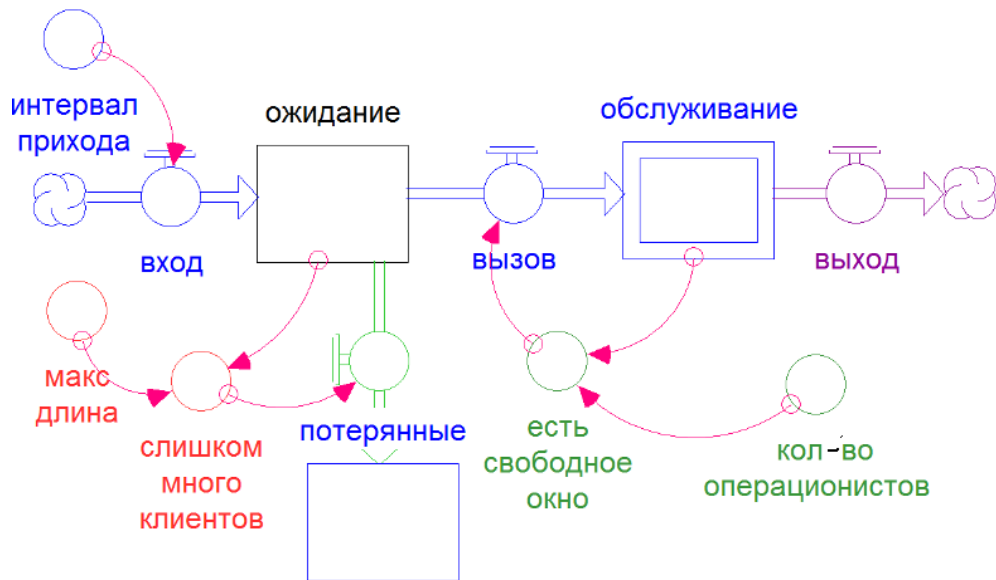 интервал
прихода
ожидание
обслуживание
вход
вызов
выход
макс
длина
слишком
много
клиентов
потерянные
есть
свободное
окно
кол-во
операционистов